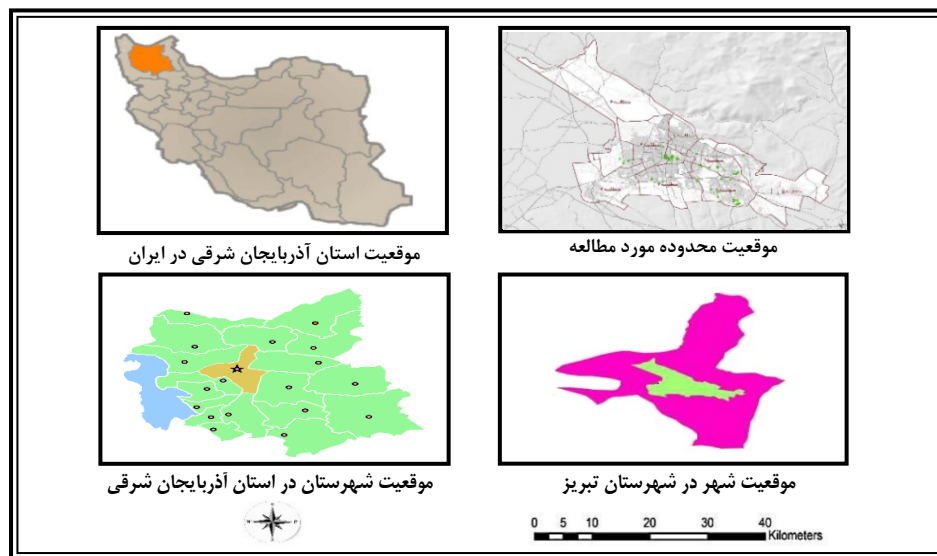 موقعیت استان آذربایجان شرقی در ایران
موقعیت محدوده مورد مطالعه
موقعیت شهرستان در استان آذربایجان شرقی
موقعیت شهر در شهرستان تبریز
0 5 10 20 30 40
Kilometers